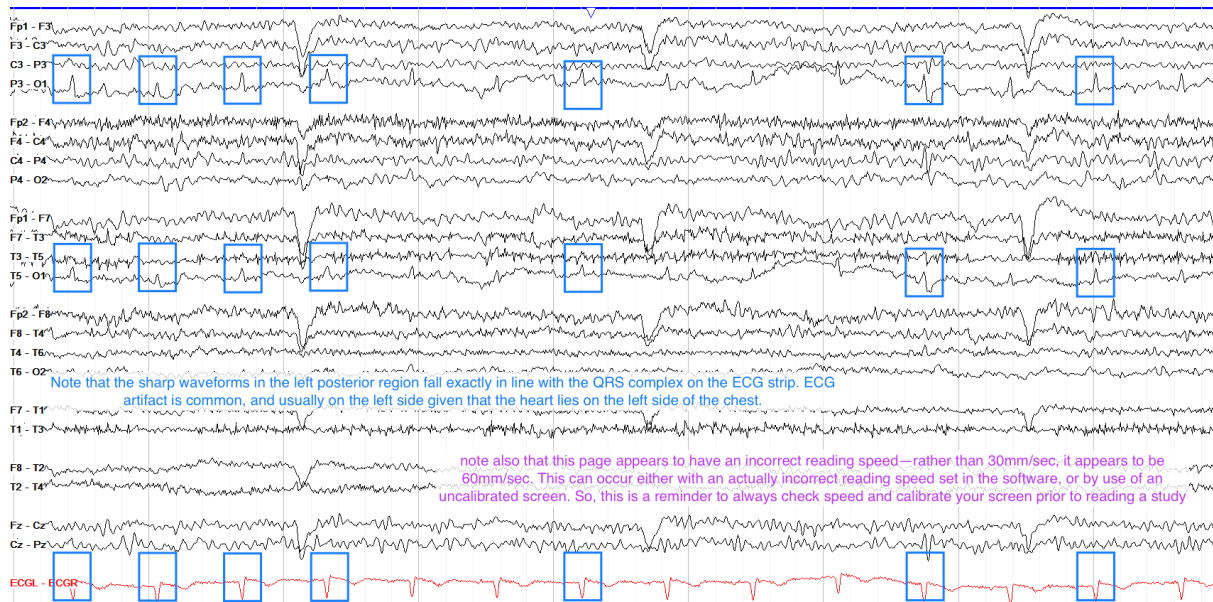 Fp1 - F3
F3 - C3
C3 - P3
P3 - O1
Fp2 - F4
F4 - C4
C4 - P4
P4 - O2
Fp1 - F7
F7 - T3
T3 - T5
T5 - O1
Fp2 - F8
F8 - T4
T4 - T6
T6 - O2
Note that the sharp waveforms in the left posterior region fall exactly in line with the QRS complex on the ECG strip. ECG
artifact is common, and usually on the left side given that the heart lies on the left side of the chest.
F7 - T1
T1 - T3
note also that this page appears to have an incorrect reading speed—rather than 30mm/sec, it appears to be
60mm/sec. This can occur either with an actually incorrect reading speed set in the software, or by use of an
uncalibrated screen. So, this is a reminder to always check speed and calibrate your screen prior to reading a study
F8 - T2
T2 - T4
Fz - Cz
Cz - Pz
ECGL - ECGR